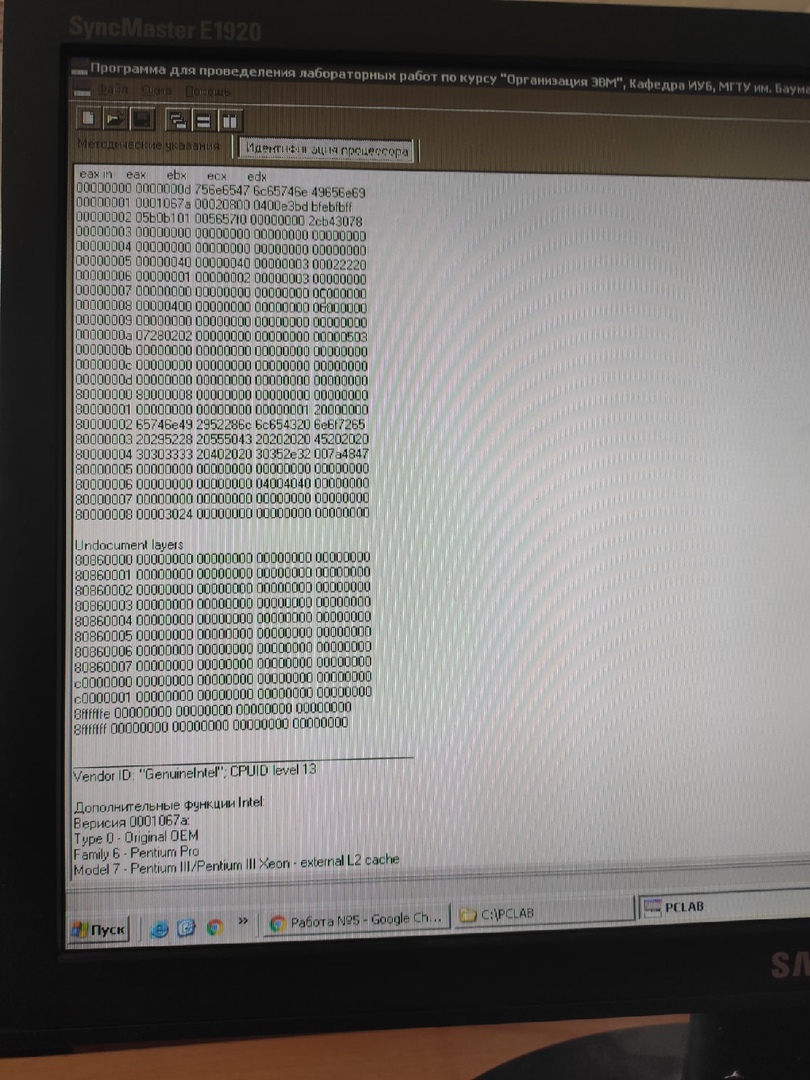 SyncMaster E1920
Программа для проведения лабораторных работ по курсу "Организация ЭВМ", Кафедра ИУ6, МГТУ им. Баума
Файл Окна Помощь
Методические указания Идентификация процессора
eax in eax ebx ecx edx
00000000 0000000d 756e6547 6c65746e 49656e69
00000001 0001067a 00020800 0400e3bd bfebfbff
00000002 05b0b101 005657f0 00000000 2cb43078
00000003 00000000 00000000 00000000 00000000
00000004 00000000 00000000 00000000 00000000
00000005 00000040 00000040 00000003 00022220
00000006 00000001 00000002 00000003 00000000
00000007 00000000 00000000 00000000 00000000
00000008 00000400 00000000 00000000 00000000
00000009 00000000 00000000 00000000 00000000
0000000a 07280202 00000000 00000000 00000503
0000000b 00000000 00000000 00000000 00000000
0000000c 00000000 00000000 00000000 00000000
0000000d 00000000 00000000 00000000 00000000
80000000 80000008 00000000 00000000 00000000
80000001 00000000 00000000 00000001 20000000
80000002 65746e49 2952286c 6c654320 6e6f7265
80000003 20295228 20555043 20202020 45202020
80000004 30303333 20402020 30352e32 007a4847
80000005 00000000 00000000 00000000 00000000
80000006 00000000 00000000 04004040 00000000
80000007 00000000 00000000 00000000 00000000
80000008 00003024 00000000 00000000 00000000
Undocument layers
80860000 00000000 00000000 00000000 00000000
80860001 00000000 00000000 00000000 00000000
80860002 00000000 00000000 00000000 00000000
80860003 00000000 00000000 00000000 00000000
80860004 00000000 00000000 00000000 00000000
80860005 00000000 00000000 00000000 00000000
80860006 00000000 00000000 00000000 00000000
80860007 00000000 00000000 00000000 00000000
c0000000 00000000 00000000 00000000 00000000
c0000001 00000000 00000000 00000000 00000000
8ffffffe 00000000 00000000 00000000 00000000
8fffffff 00000000 00000000 00000000 00000000
Vendor ID: "GenuineIntel"; CPUID level 13
Дополнительные функции Intel:
Верисия 0001067a:
Type 0 - Original OEM
Family 6 - Pentium Pro
Model 7 - Pentium III/Pentium III Xeon - external L2 cache
Пуск » Работа №5 - Google Ch... C:\PCLAB PCLAB
SA